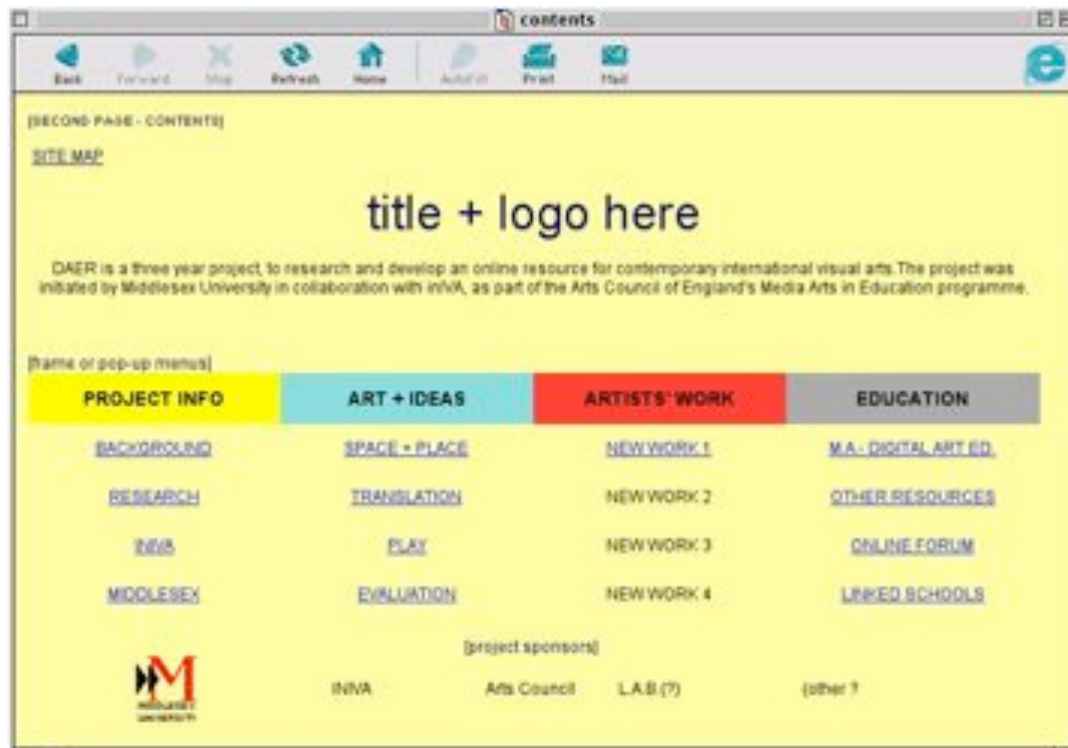 contents
Back Forward Stop Refresh Home AutoFill Print Mail
[SECOND PAGE - CONTENTS]
SITE MAP
title + logo here
DAER is a three year project, to research and develop an online resource for contemporary international visual arts.The project was
initiated by Middlesex University in collaboration with inIVA, as part of the Arts Council of England's Media Arts in Education programme.
[frame or pop-up menus]
PROJECT INFO ART + IDEAS ARTISTS' WORK EDUCATION
BACKGROUND SPACE + PLACE NEW WORK 1 M.A - DIGITAL ART ED.
RESEARCH TRANSLATION NEW WORK 2 OTHER RESOURCES
INIVA PLAY NEW WORK 3 ONLINE FORUM
MIDDLESEX EVALUATION NEW WORK 4 LINKED SCHOOLS
[project sponsors]
M
MIDDLESEX
UNIVERSITY
INIVA Arts Council L.A.B.(?) (other ?